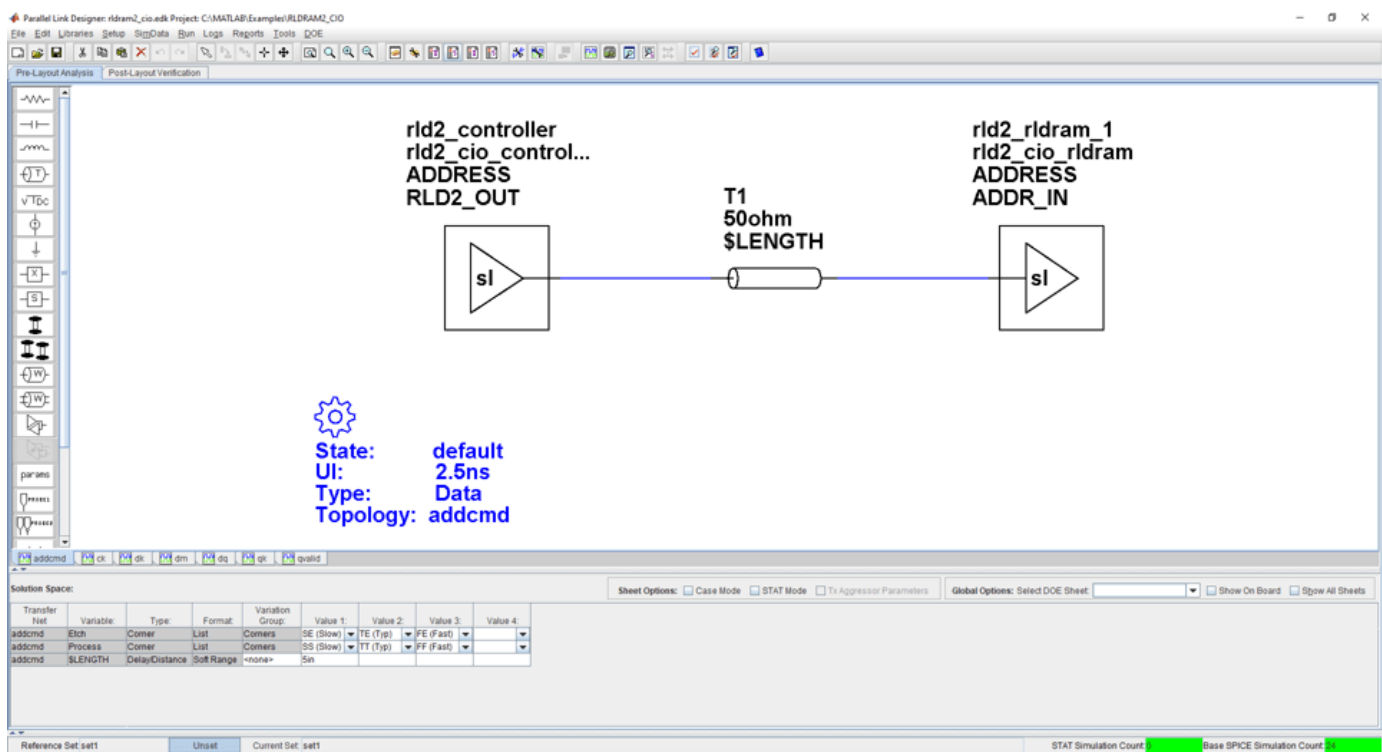 Parallel Link Designer: rldram2_cio.edk Project: C:\MATLAB\Examples\RLDRAM2_CIO
File Edit Libraries Setup SimData Run Logs Reports Tools DOE
Pre-Layout Analysis Post-Layout Verification
rld2_controller
rld2_cio_control...
ADDRESS
RLD2_OUT
T1
50ohm
$LENGTH
rld2_rldram_1
rld2_cio_rldram
ADDRESS
ADDR_IN
sl
sl
T
VTDC
X
S
W
W
params
PROBE1
State: default
UI: 2.5ns
Type: Data
Topology: addcmd
addcmd ck dk dm dq qk qvalid
Solution Space:
Sheet Options: Case Mode STAT Mode Tx Aggressor Parameters Global Options: Select DOE Sheet: Show On Board Show All Sheets
Transfer Net Variable: Type: Format: Variation Group: Value 1: Value 2: Value 3: Value 4:
addcmd Etch Corner List Corners SE (Slow) TE (Typ) FE (Fast)
addcmd Process Corner List Corners SS (Slow) TT (Typ) FF (Fast)
addcmd $LENGTH Delay/Distance Soft Range <none> 5in
Reference Set: set1 Unset Current Set: set1 STAT Simulation Count: 0 Base SPICE Simulation Count: 24